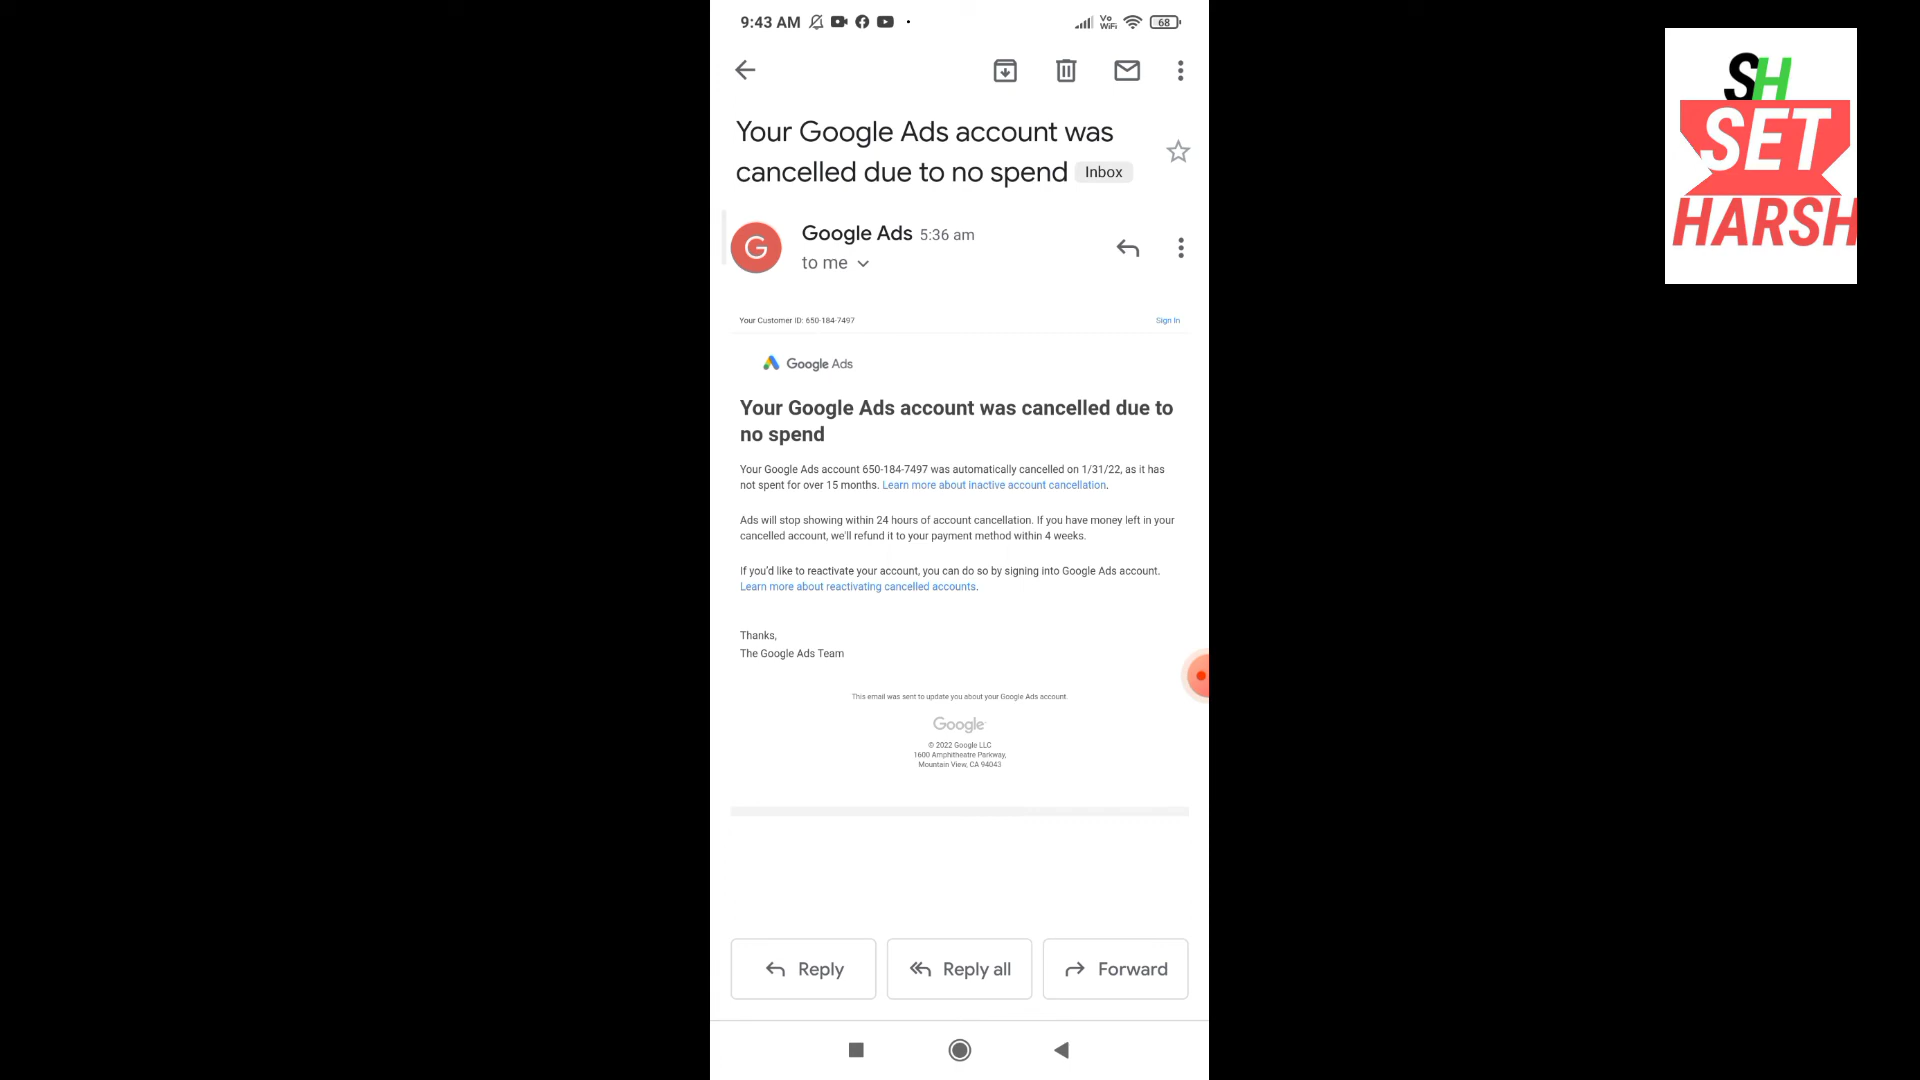 9:43 AM
Vo
WiFi
68
SH
SET
HARSH
Your Google Ads account was
cancelled due to no spend Inbox
G
Google Ads 5:36 am
to me
Your Customer ID: 650-184-7497
Sign In
Google Ads
Your Google Ads account was cancelled due to
no spend
Your Google Ads account 650-184-7497 was automatically cancelled on 1/31/22, as it has
not spent for over 15 months. Learn more about inactive account cancellation.
Ads will stop showing within 24 hours of account cancellation. If you have money left in your
cancelled account, we'll refund it to your payment method within 4 weeks.
If you'd like to reactivate your account, you can do so by signing into Google Ads account.
Learn more about reactivating cancelled accounts.
Thanks,
The Google Ads Team
This email was sent to update you about your Google Ads account.
Google
© 2022 Google LLC
1600 Amphitheatre Parkway,
Mountain View, CA 94043
Reply
Reply all
Forward